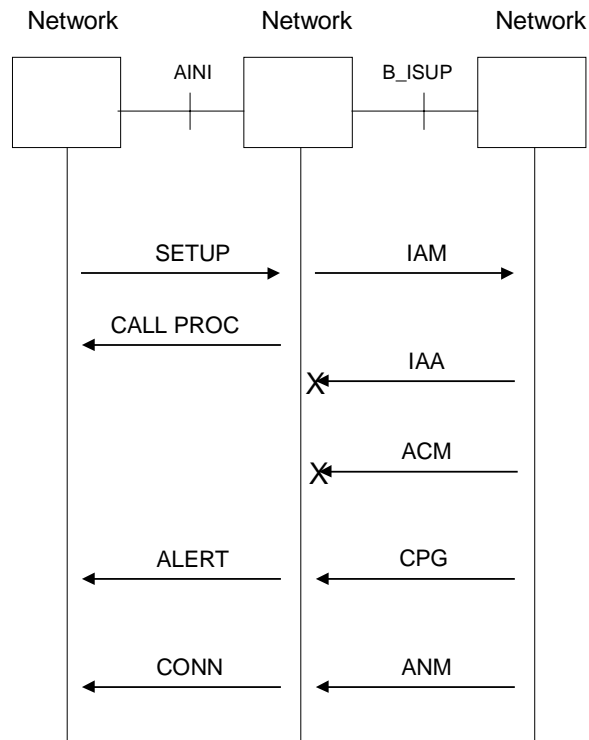 Network Network Network
AINI B_ISUP
SETUP IAM
CALL PROC
IAA
X
ACM
X
ALERT CPG
CONN ANM